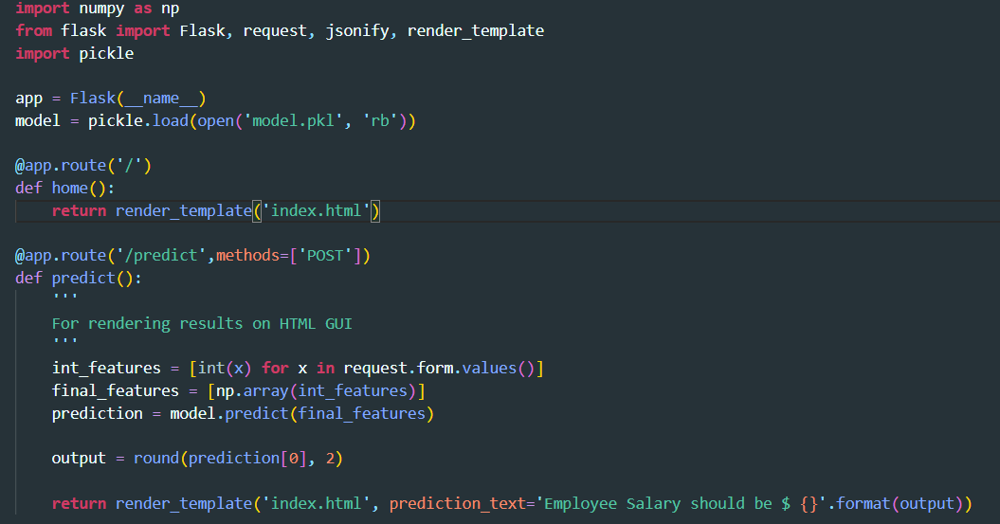 import numpy as np
from flask import Flask, request, jsonify, render_template
import pickle

app = Flask(__name__)
model = pickle.load(open('model.pkl', 'rb'))

@app.route('/')
def home():
    return render_template('index.html')

@app.route('/predict',methods=['POST'])
def predict():
    '''
    For rendering results on HTML GUI
    '''
    int_features = [int(x) for x in request.form.values()]
    final_features = [np.array(int_features)]
    prediction = model.predict(final_features)

    output = round(prediction[0], 2)

    return render_template('index.html', prediction_text='Employee Salary should be $ {}'.format(output))